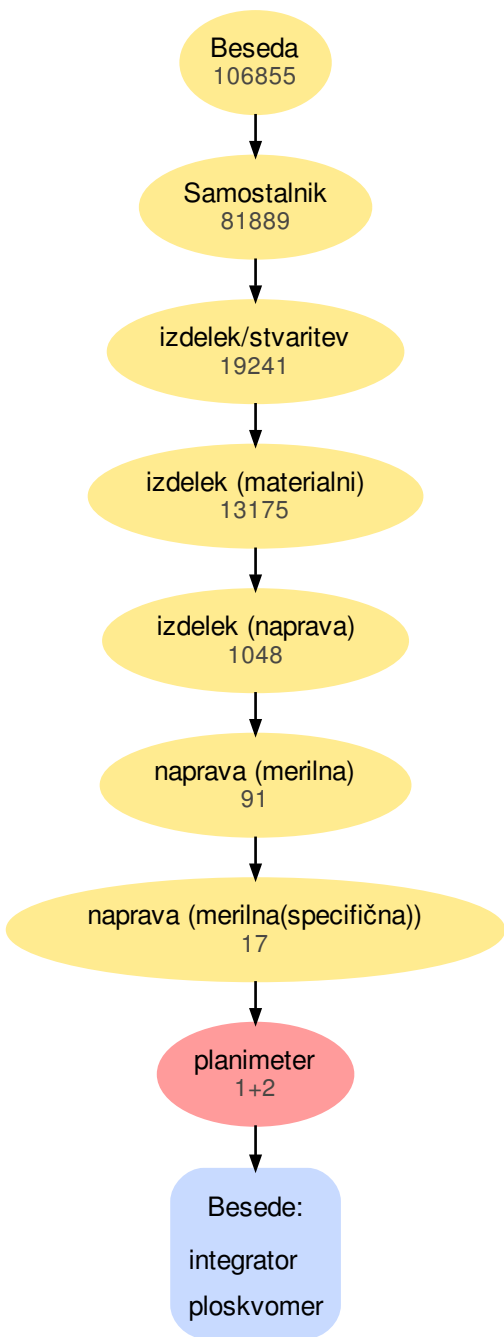 Beseda
106855
Samostalnik
81889
izdelek/stvaritev
19241
izdelek (materialni)
13175
izdelek (naprava)
1048
naprava (merilna)
91
naprava (merilna(specifična))
17
planimeter
1+2
Besede:
integrator
ploskvomer